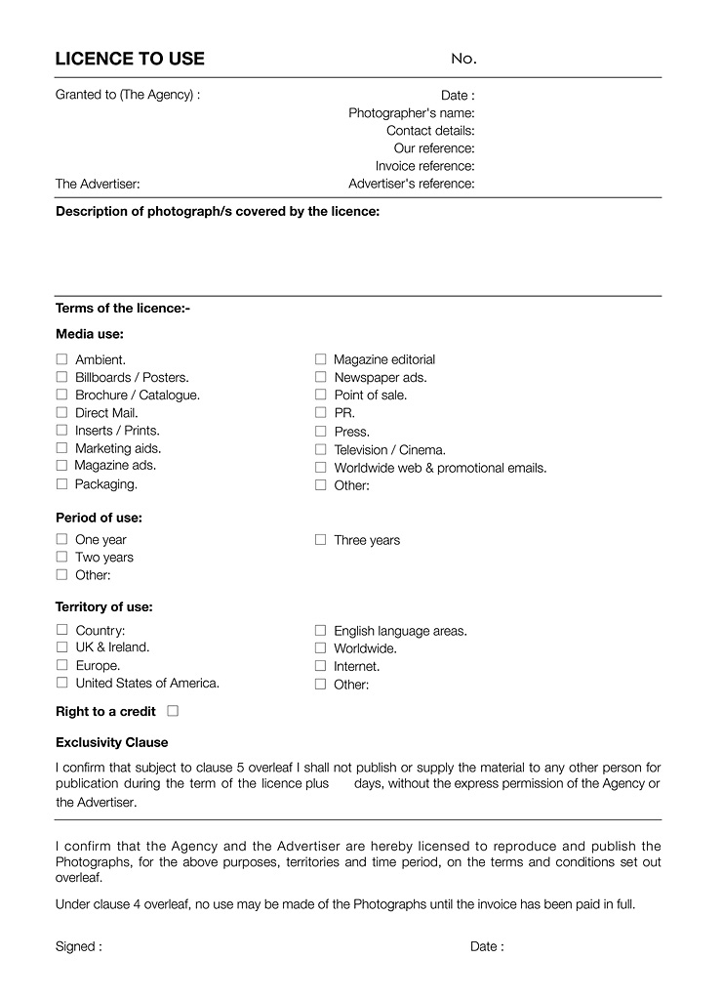 LICENCE TO USE No.
Granted to (The Agency) : Date :
Photographer's name:
Contact details:
Our reference:
Invoice reference:
The Advertiser: Advertiser's reference:
Description of photograph/s covered by the licence:
Terms of the licence:-
Media use:
Ambient. Magazine editorial
Billboards / Posters. Newspaper ads.
Brochure / Catalogue. Point of sale.
Direct Mail. PR.
Inserts / Prints. Press.
Marketing aids. Television / Cinema.
Magazine ads. Worldwide web & promotional emails.
Packaging. Other:
Period of use:
One year Three years
Two years
Other:
Territory of use:
Country: English language areas.
UK & Ireland. Worldwide.
Europe. Internet.
United States of America. Other:
Right to a credit
Exclusivity Clause
I confirm that subject to clause 5 overleaf I shall not publish or supply the material to any other person for
publication during the term of the licence plus days, without the express permission of the Agency or
the Advertiser.
I confirm that the Agency and the Advertiser are hereby licensed to reproduce and publish the
Photographs, for the above purposes, territories and time period, on the terms and conditions set out
overleaf.
Under clause 4 overleaf, no use may be made of the Photographs until the invoice has been paid in full.
Signed : Date :